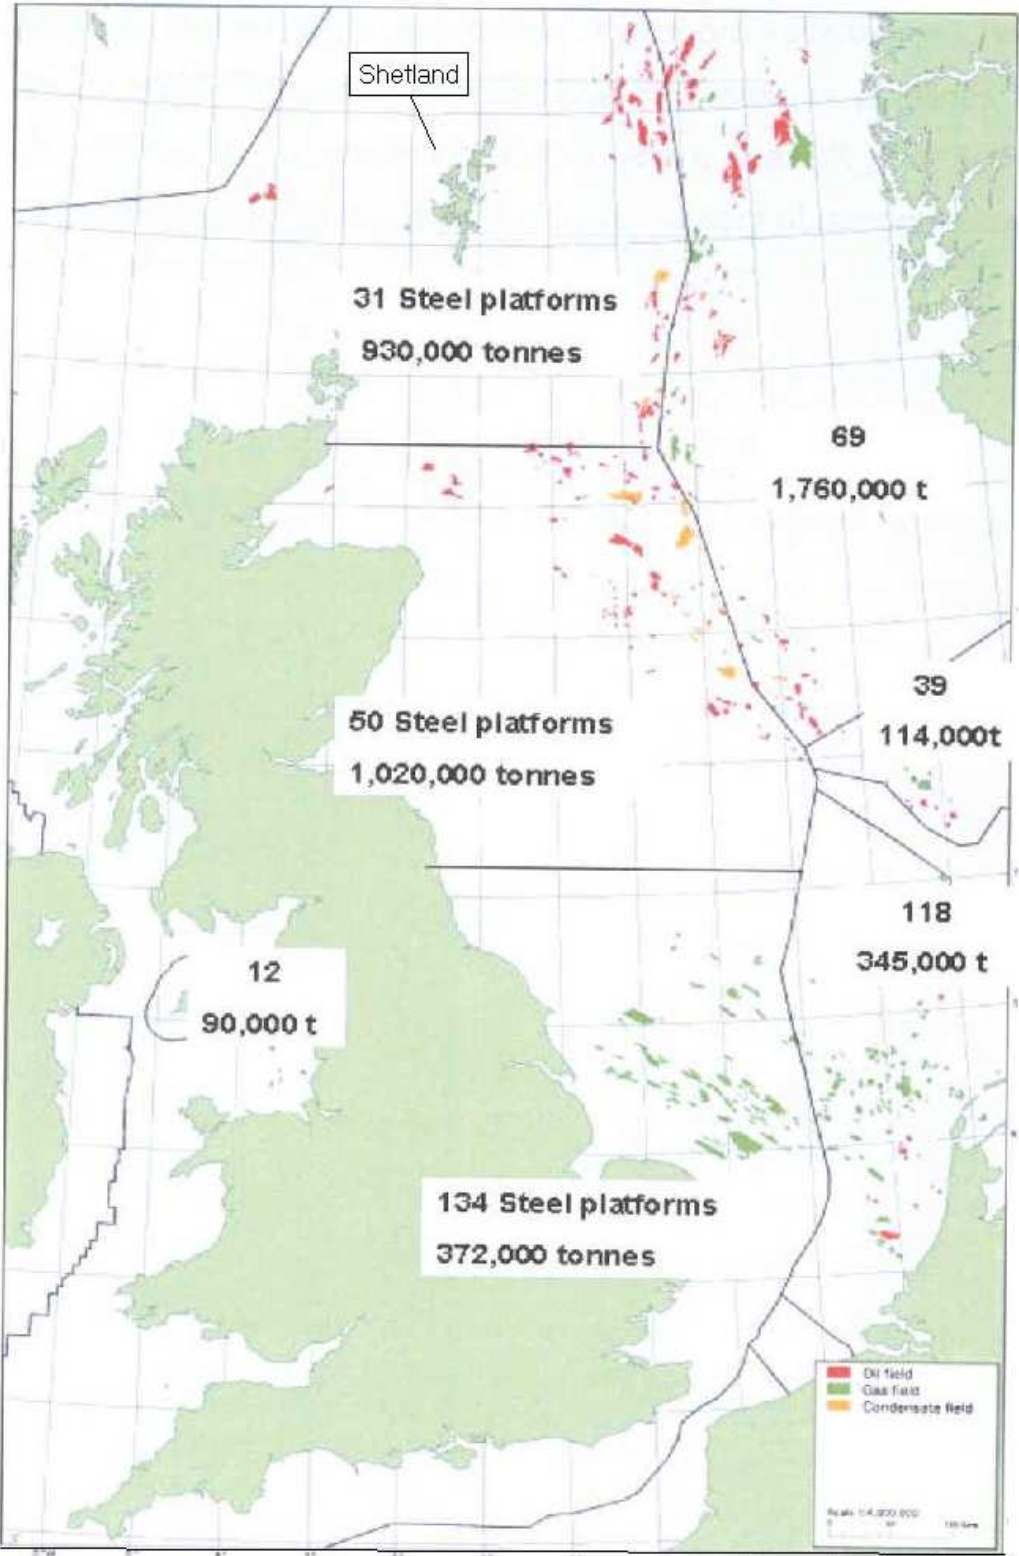 Shetland
31 Steel platforms
930,000 tonnes
69
1,760,000 t
39
114,000t
50 Steel platforms
1,020,000 tonnes
118
345,000 t
12
90,000 t
134 Steel platforms
372,000 tonnes
Oil field
Gas field
Condensate field